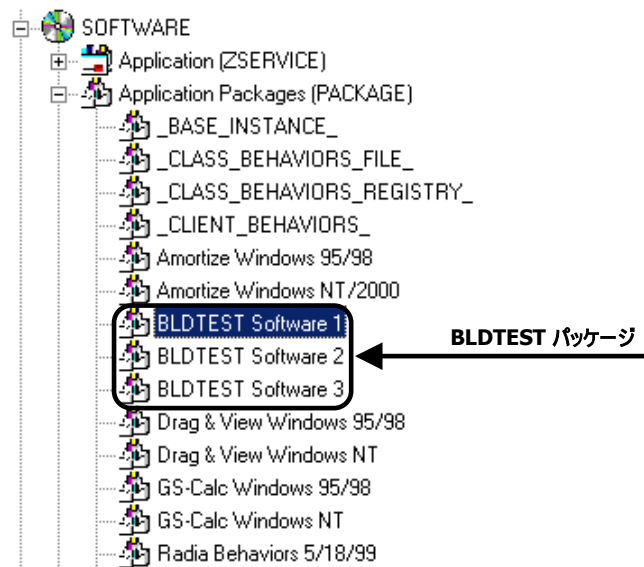 SOFTWARE
Application (ZSERVICE)
Application Packages (PACKAGE)
_BASE_INSTANCE_
_CLASS_BEHAVIORS_FILE_
_CLASS_BEHAVIORS_REGISTRY_
_CLIENT_BEHAVIORS_
Amortize Windows 95/98
Amortize Windows NT/2000
BLDTEST Software 1
BLDTEST パッケージ
BLDTEST Software 2
BLDTEST Software 3
Drag & View Windows 95/98
Drag & View Windows NT
GS-Calc Windows 95/98
GS-Calc Windows NT
Radia Behaviors 5/18/99